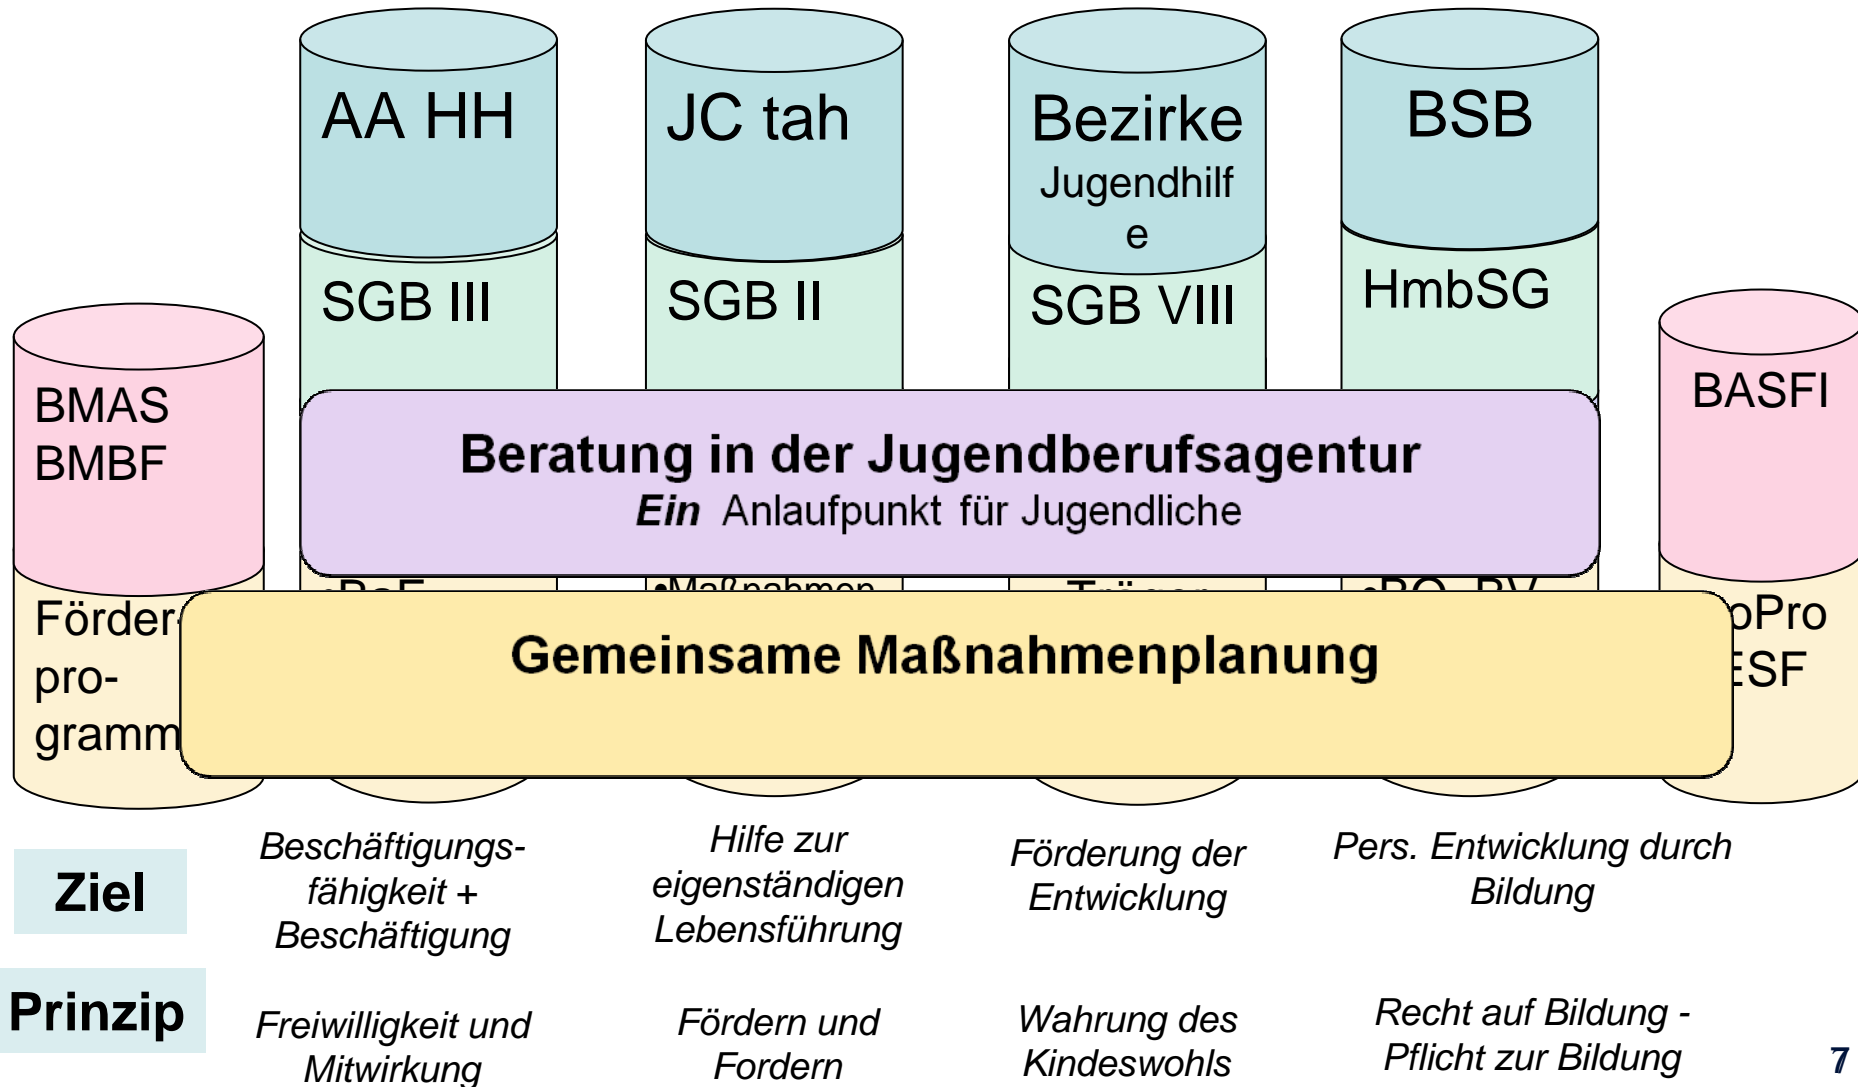 AA HH
JC tah
Bezirke
Jugendhilf
e
BSB
SGB III
SGB II
SGB VIII
HmbSG
BMAS
BMBF
BASFI
Beratung in der Jugendberufsagentur
Ein Anlaufpunkt für Jugendliche
•Maßnahmen
Träger
Förder-
pro-
gramm
Gemeinsame Maßnahmenplanung
ESF
Ziel
Beschäftigungs-
fähigkeit +
Beschäftigung
Hilfe zur
eigenständigen
Lebensführung
Förderung der
Entwicklung
Pers. Entwicklung durch
Bildung
Prinzip
Freiwilligkeit und
Mitwirkung
Fördern und
Fordern
Wahrung des
Kindeswohls
Recht auf Bildung -
Pflicht zur Bildung
7